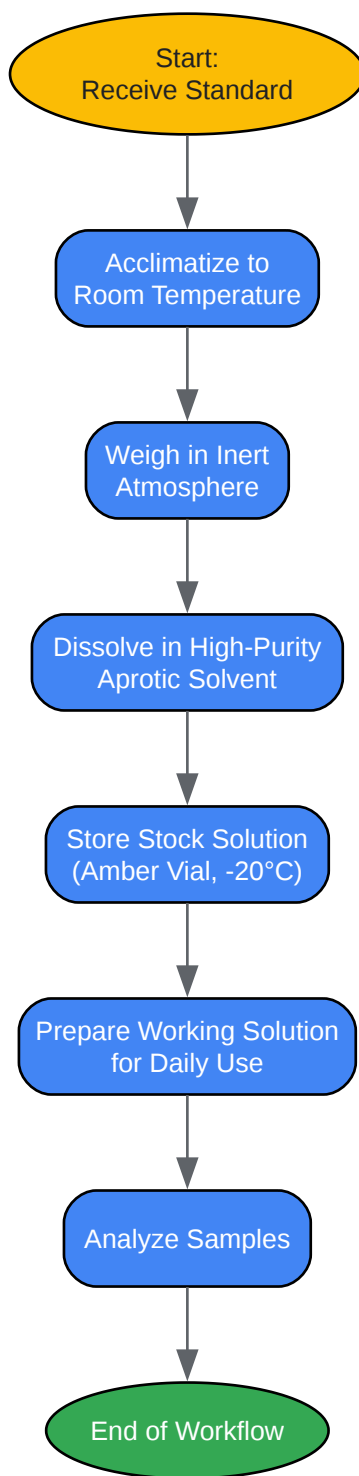 Start:
Receive Standard
Acclimatize to
Room Temperature
Weigh in Inert
Atmosphere
Dissolve in High-Purity
Aprotic Solvent
Store Stock Solution
(Amber Vial, -20°C)
Prepare Working Solution
for Daily Use
Analyze Samples
End of Workflow